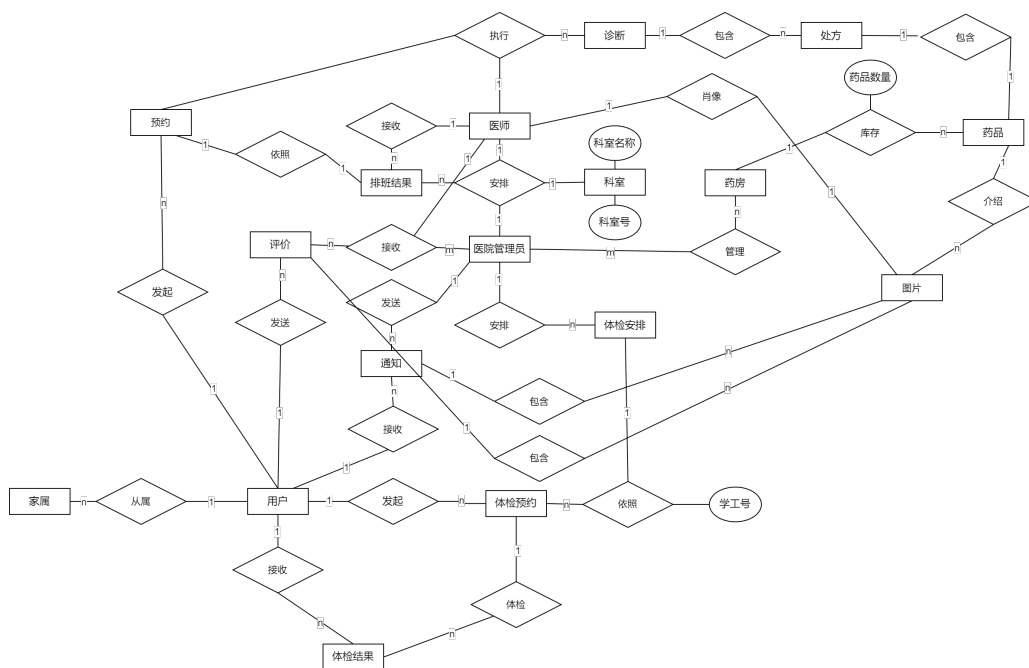 执行
n
诊断
1
包含
n
处方
1
包含
药品数量
1
1
肖像
1
预约
接收
1
医师
库存
n
药品
1
科室名称
1
1
依照
n
1
1
1
1
排班结果
n
安排
1
科室
药房
介绍
n
科室号
1
n
评价
n
接收
m
医院管理员
m
管理
n
1
n
1
1
图片
发起
发送
发送
安排
n
体检安排
n
通知
n
1
n
n
包含
1
1
1
接收
1
1
包含
1
家属
n
从属
1
用户
1
发起
n
体检预约
n
依照
学工号
1
1
接收
体检
n
n
体检结果